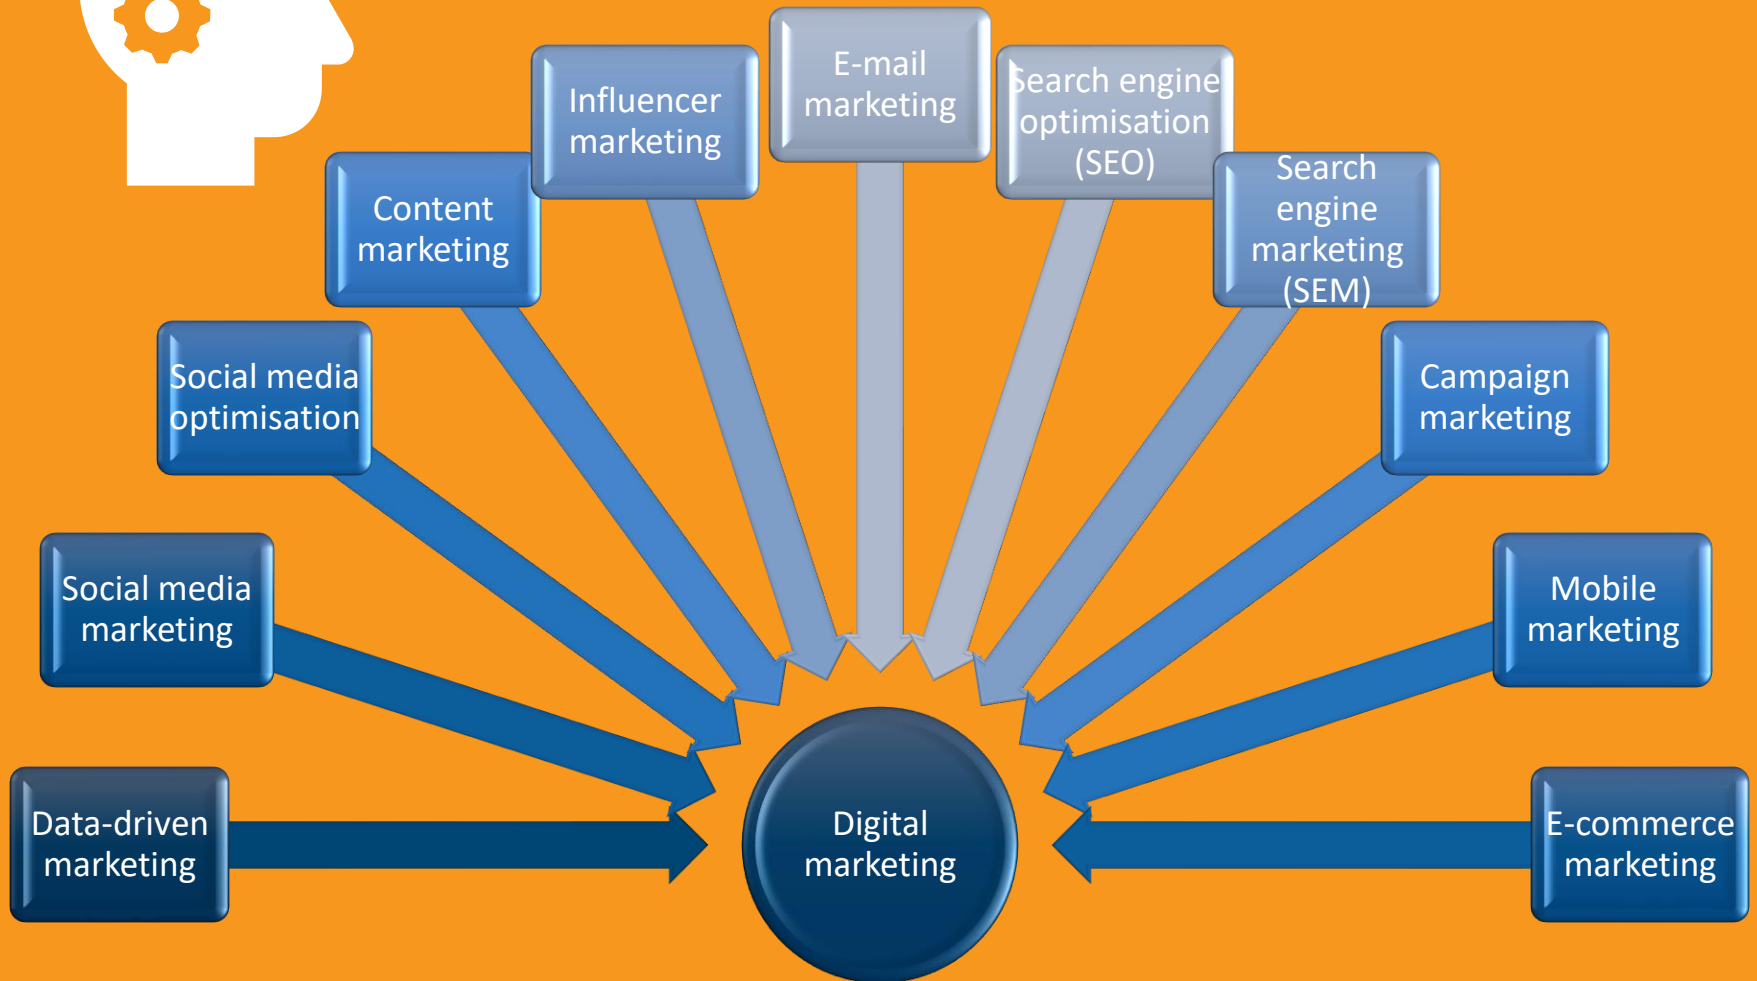 E-mail
marketing
Influencer
marketing
Search engine
optimisation
(SEO)
Content
marketing
Search
engine
marketing
(SEM)
Social media
optimisation
Campaign
marketing
Social media
marketing
Mobile
marketing
Data-driven
marketing
Digital
marketing
E-commerce
marketing